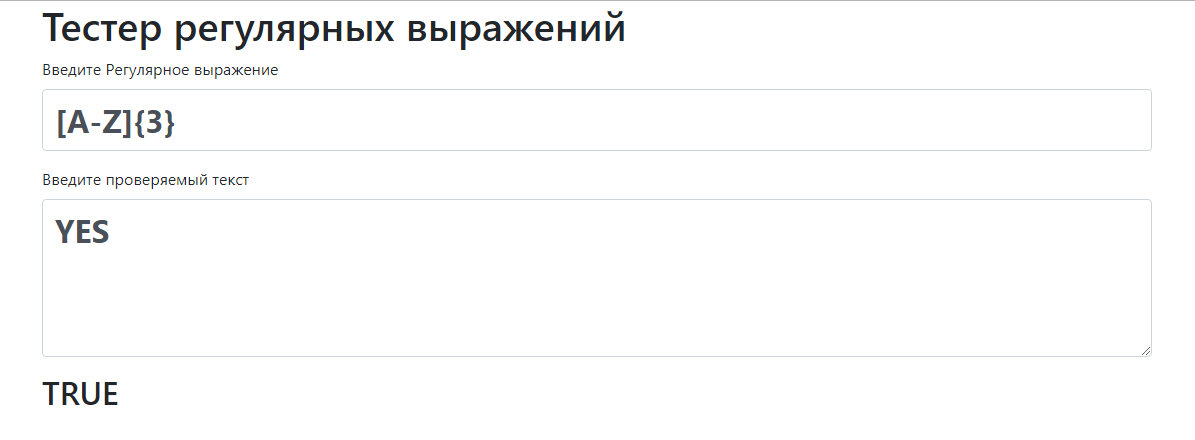 Тестер регулярных выражений
Введите Регулярное выражение
[A-Z]{3}
Введите проверяемый текст
YES
TRUE